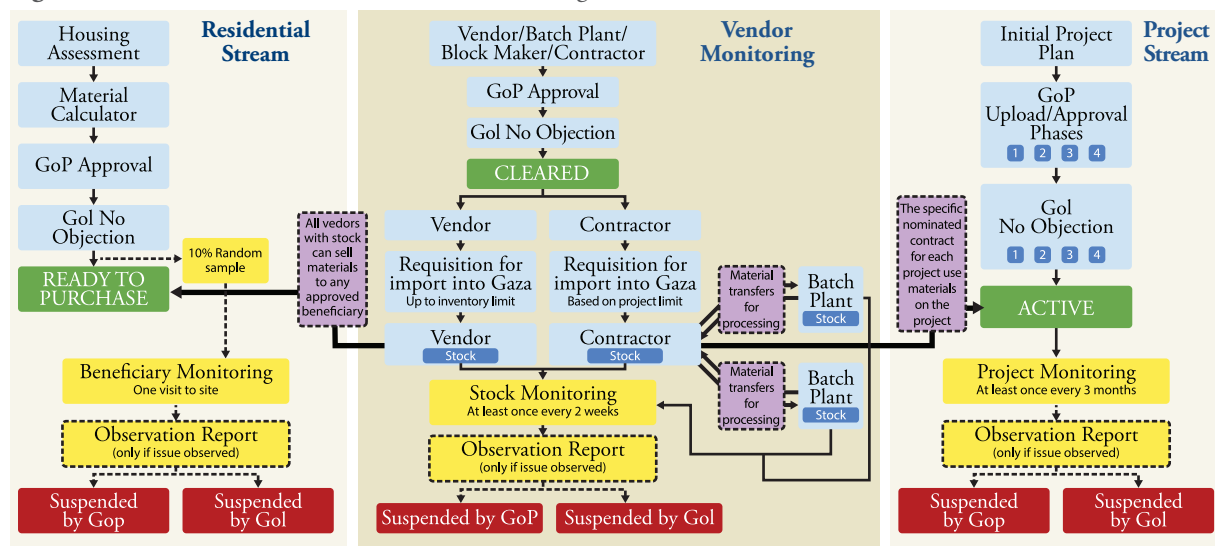 Residential
Stream
Housing
Assessment
Material
Calculator
GoP Approval
GoI No
Objection
10% Random
sample
READY TO
PURCHASE
Beneficiary Monitoring
One visit to site
Observation Report
(only if issue observed)
Suspended
by Gop
Suspended
by GoI
All vedors
with stock
can sell
materials
to any
approved
beneficiary
Vendor
Monitoring
Vendor/Batch Plant/
Block Maker/Contractor
GoP Approval
GoI No Objection
CLEARED
Vendor
Contractor
Requisition for
import into Gaza
Up to inventory limit
Requisition for
import into Gaza
Based on project limit
Vendor
Stock
Contractor
Stock
Material
transfers
for
processing
Batch
Plant
Stock
Material
transfers
for
processing
Batch
Plant
Stock
Stock Monitoring
At least once every 2 weeks
Observation Report
(only if issue observed)
Suspended by GoP
Suspended by GoI
Project
Stream
Initial Project
Plan
GoP
Upload/Approval
Phases
1 2 3 4
GoI
No Objection
1 2 3 4
The specific
nominated
contract
for each
project use
materials
on the
project
ACTIVE
Project Monitoring
At least once every 3 months
Observation Report
(only if issue observed)
Suspended
by Gop
Suspended
by GoI